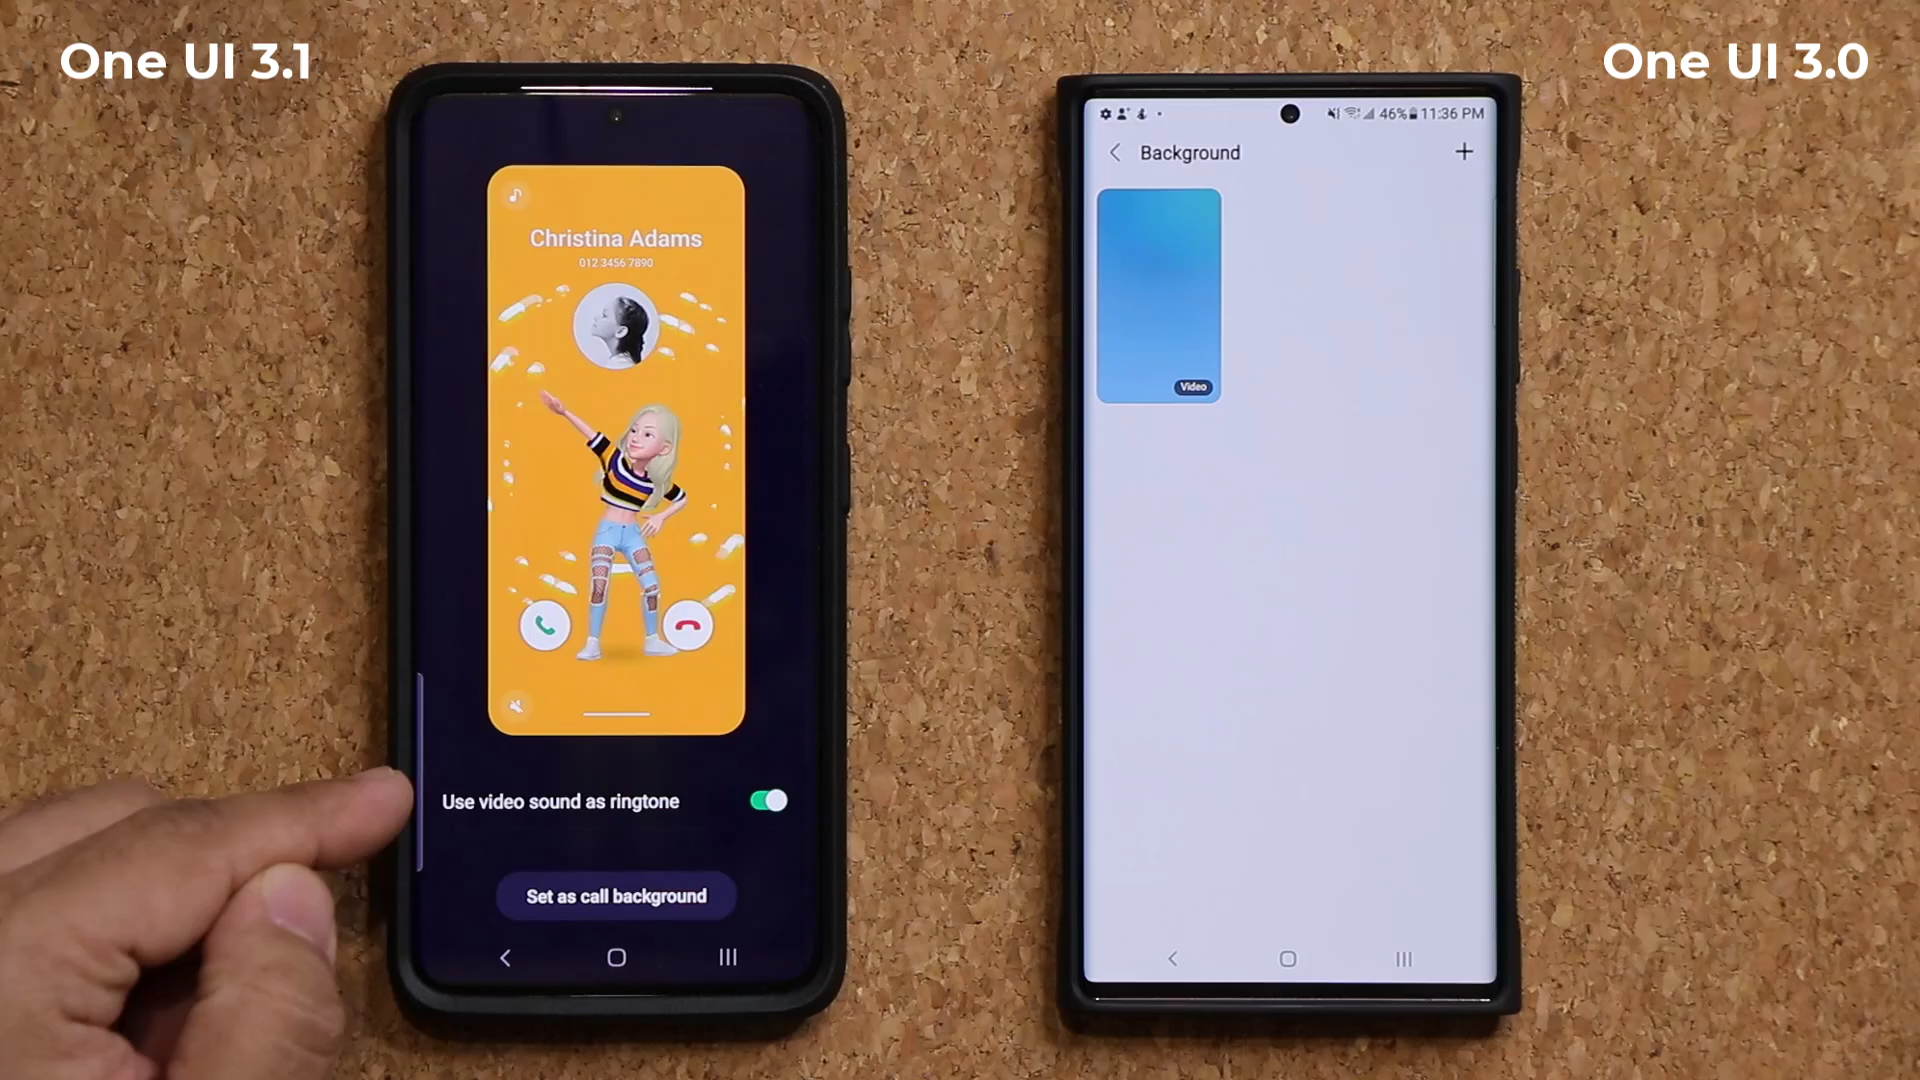 One UI 3.1
One UI 3.0
Christina Adams
012 3456 7890
Use video sound as ringtone
Set as call background
46% 11:36 PM
Background
Video